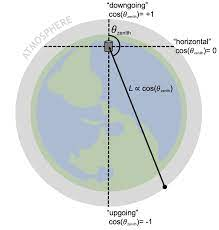 "downgoing"
cos(θzenith)= +1
ATMOSPHERE
θzenith
"horizontal"
cos(θzenith)= 0
L ∝ cos(θzenith)
"upgoing"
cos(θzenith)= -1